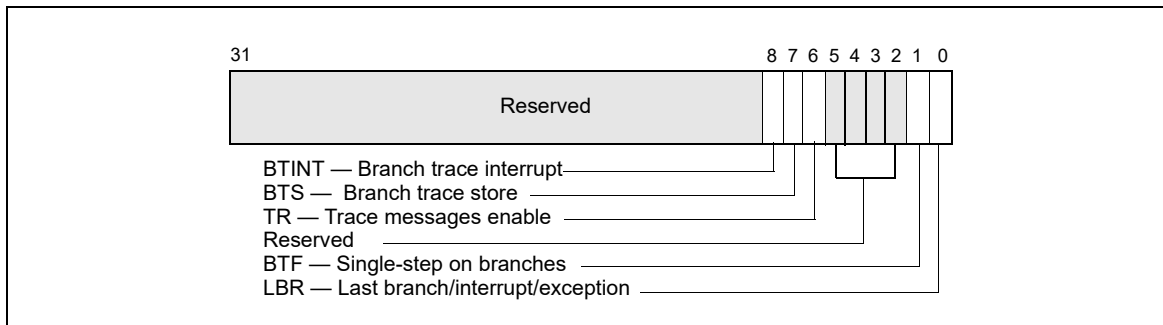 31 8 7 6 5 4 3 2 1 0
Reserved
BTINT — Branch trace interrupt
BTS — Branch trace store
TR — Trace messages enable
Reserved
BTF — Single-step on branches
LBR — Last branch/interrupt/exception